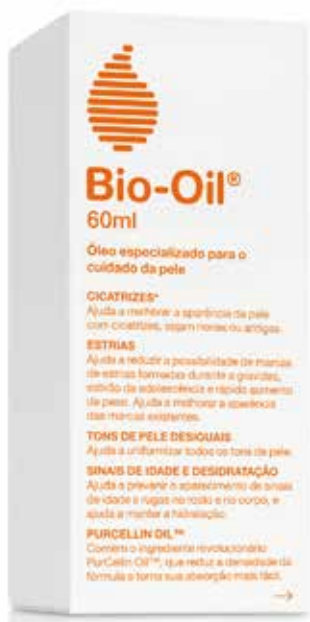 Bio-Oil®
60ml
Óleo especializado para o
cuidado da pele
CICATRIZES*
Ajuda a melhorar a aparência da pele
com cicatrizes, sejam novas ou antigas.
ESTRIAS
Ajuda a reduzir a possibilidade de marcas
de estrias formadas durante a gravidez,
estirão da adolescência e rápido aumento
de peso. Ajuda a melhorar a aparência
das marcas existentes.
TONS DE PELE DESIGUAIS
Ajuda a uniformizar todos os tons de pele.
SINAIS DE IDADE E DESIDRATAÇÃO
Ajuda a prevenir o aparecimento de sinais
de idade e rugas no rosto e no corpo, e
ajuda a manter a hidratação.
PURCELLIN OIL™
Contém o ingrediente revolucionário
PurCellin Oil™, que reduz a densidade da
fórmula e torna sua absorção mais fácil.